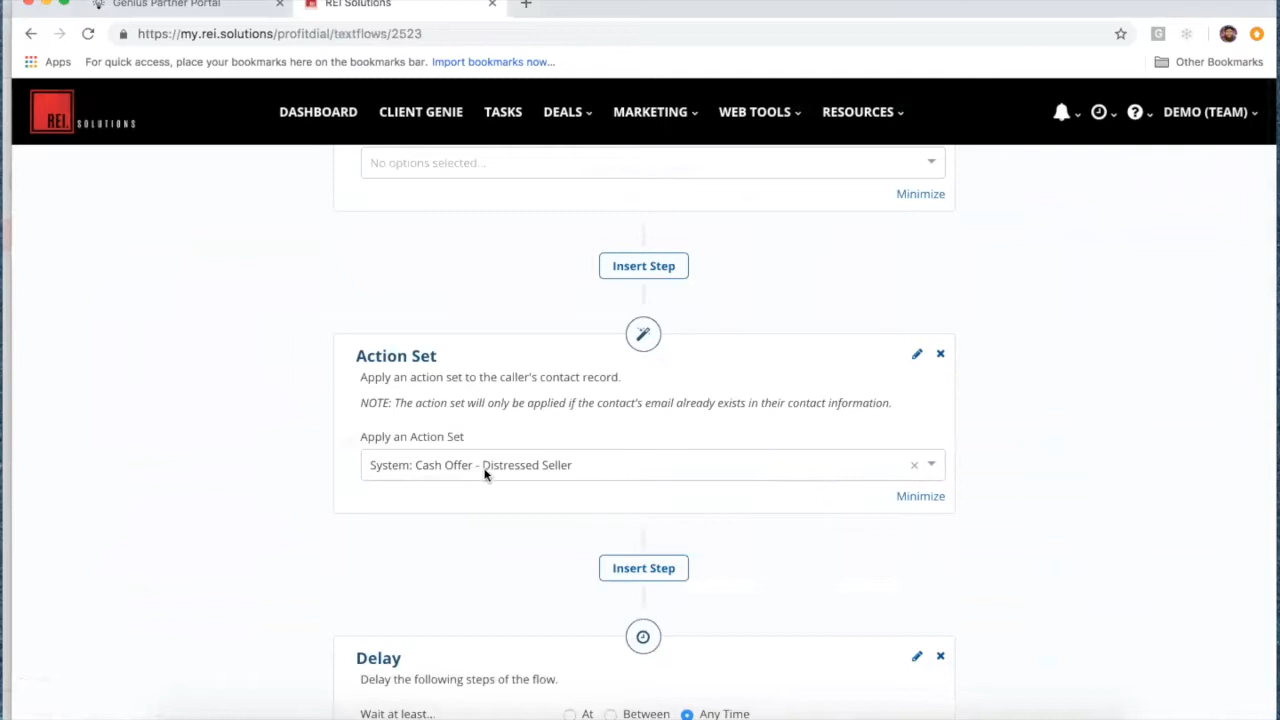 Genius Partner Portal
REI Solutions
https://my.rei.solutions/profitdial/textflows/2523
Apps For quick access, place your bookmarks here on the bookmarks bar. Import bookmarks now... Other Bookmarks
REI. SOLUTIONS DASHBOARD CLIENT GENIE TASKS DEALS MARKETING WEB TOOLS RESOURCES DEMO (TEAM)
No options selected...
Minimize
Insert Step
Action Set
Apply an action set to the caller's contact record.
NOTE: The action set will only be applied if the contact's email already exists in their contact information.
Apply an Action Set
System: Cash Offer - Distressed Seller
Minimize
Insert Step
Delay
Delay the following steps of the flow.
Wait at least... At Between Any Time